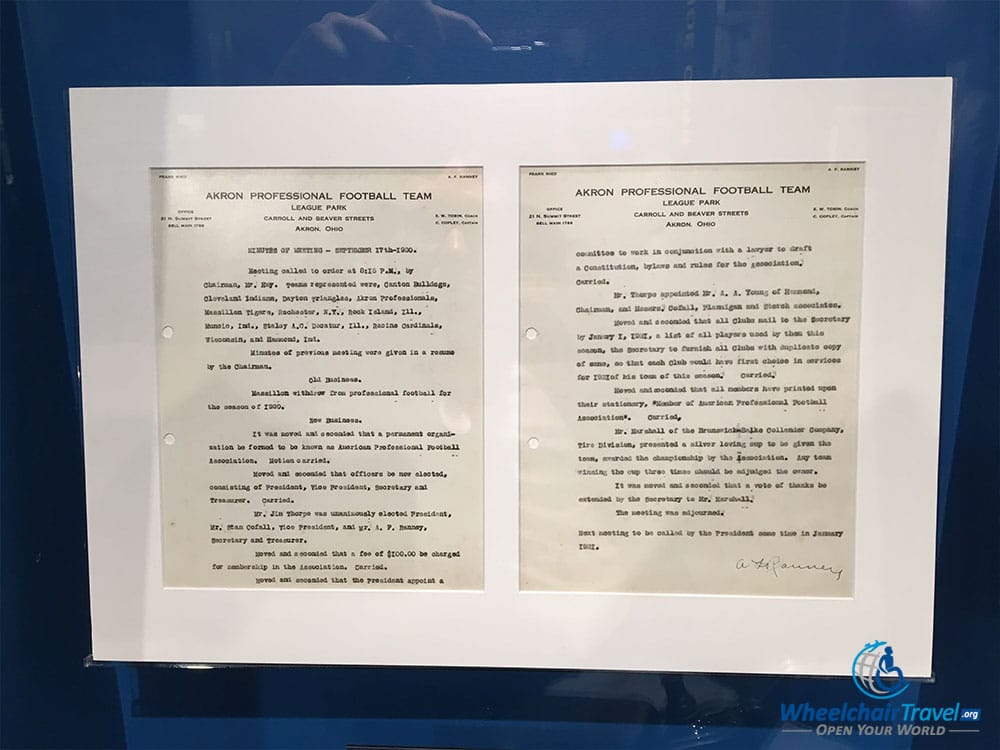 FRANK NIED
A. F. RANNEY
AKRON PROFESSIONAL FOOTBALL TEAM
LEAGUE PARK
CARROLL AND BEAVER STREETS
AKRON, OHIO
OFFICE
21 N. SUMMIT STREET
BELL MAIN 1786
E. W. TOBIN, COACH
C. COPLEY, CAPTAIN
MINUTES OF MEETING - SEPTEMBER 17th-1920.
Meeting called to order at 8:15 P.M., by
Chairman, Mr. Hay. Teams represented were, Canton Bulldogs,
Cleveland Indians, Dayton Triangles, Akron Professionals,
Massilon Tigers, Rochester, N.Y., Rock Island, Ill.,
Muncie, Ind., Staley A.C. Decatur, Ill., Racine Cardinals,
Wisconsin, and Hammond, Ind.
Minutes of previous meeting were given in a resume
by the Chairman.
Old Business.
Massillon withdrew from professional football for
the season of 1920.
New Business.
It was moved and seconded that a permanent organi-
zation be formed to be known as American Professional Football
Association. Motion carried.
Moved and seconded that officers be now elected,
consisting of President, Vice President, Secretary and
Treasurer. Carried.
Mr. Jim Thorpe was unanimously elected President,
Mr. Stan Cofall, Vice President, and Mr. A. F. Ranney,
Secretary and Treasurer.
Moved and seconded that a fee of $100.00 be charged
for membership in the Association. Carried.
Moved and seconded that the President appoint a
FRANK NIED
A. F. RANNEY
AKRON PROFESSIONAL FOOTBALL TEAM
LEAGUE PARK
CARROLL AND BEAVER STREETS
AKRON, OHIO
OFFICE
21 N. SUMMIT STREET
BELL MAIN 1786
E. W. TOBIN, COACH
C. COPLEY, CAPTAIN
committee to work in conjunction with a lawyer to draft
a Constitution, bylaws and rules for the Association.
Carried.
Mr. Thorpe appointed Mr. A. A. Young of Hammond,
Chairman, and Messrs. Cofall, Flannigan and Storck associates.
Moved and seconded that all Clubs mail to the Secretary
by January 1, 1921, a list of all players used by them this
season, the Secretary to furnish all Clubs with duplicate copy
of same, so that each Club would have first choice in services
for 1921 of his team of this season. Carried.
Moved and seconded that all members have printed upon
their stationery, "Member of American Professional Football
Association". Carried.
Mr. Marshall of the Brunswick-Balke Collender Company,
Tire Division, presented a silver loving cup to be given the
team, awarded the championship by the Association. Any team
winning the cup three times should be adjudged the owner.
It was moved and seconded that a vote of thanks be
extended by the Secretary to Mr. Marshall.
The meeting was adjourned.
Next meeting to be called by the President some time in January
1921.
A F Ranney
WheelchairTravel.org
OPEN YOUR WORLD